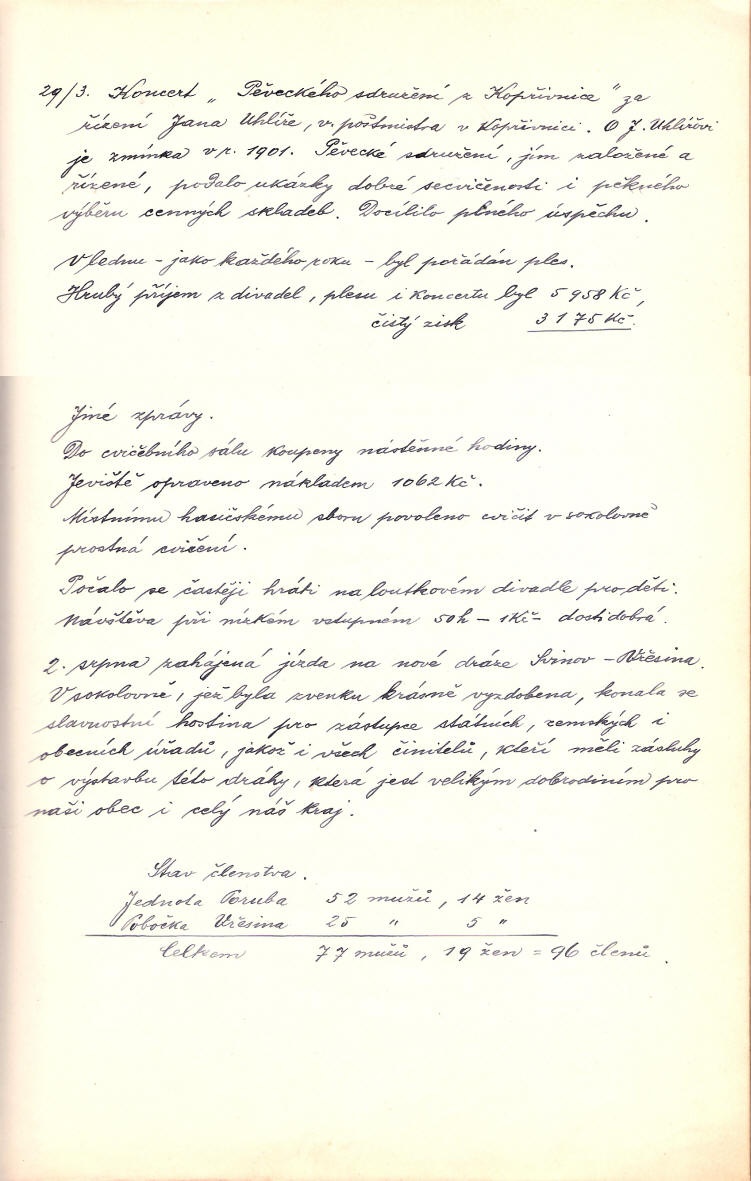 29/3. Koncert „Pěveckého sdružení z Kopřivnice“ za
řízení Jana Uhlíře, vr. poštmistra v Kopřivnici. O J. Uhlířovi
je zmínka v r. 1901. Pěvecké sdružení, jím založené a
řízené, podalo ukázky dobré secvičenosti i pěkného
výběru cenných skladeb. Docílilo plného úspěchu.
V lednu – jako každého roku – byl pořádán ples.
Hrubý příjem z divadel, plesu i koncertu byl 5 958 Kč,
čistý zisk 3 175 Kč.
Jiné zprávy.
Do cvičebního sálu koupeny nástěnné hodiny.
Jeviště opraveno nákladem 1062 Kč.
Místnímu hasičskému sboru povoleno cvičit v sokolovně
prostná cvičení.
Počalo se častěji hráti na loutkovém divadle pro děti.
Návštěva při nízkém vstupném 50 h – 1 Kč – dosti dobrá.
2. srpna zahájená jízda na nové dráze Svinov – Vřesina.
V sokolovně, jež byla zvenku krásně vyzdobena, konala se
slavnostní hostina pro zástupce státních, zemských i
obecních úřadů, jakož i všech činitelů, kteří měli zásluhy
o výstavbu této dráhy, která jest velikým dobrodiním pro
naši obec i celý náš kraj.
Stav členstva.
Jednota Poruba 52 mužů, 14 žen
Pobočka Vřesina 25 " 5 "
Celkem 77 mužů, 19 žen = 96 členů.